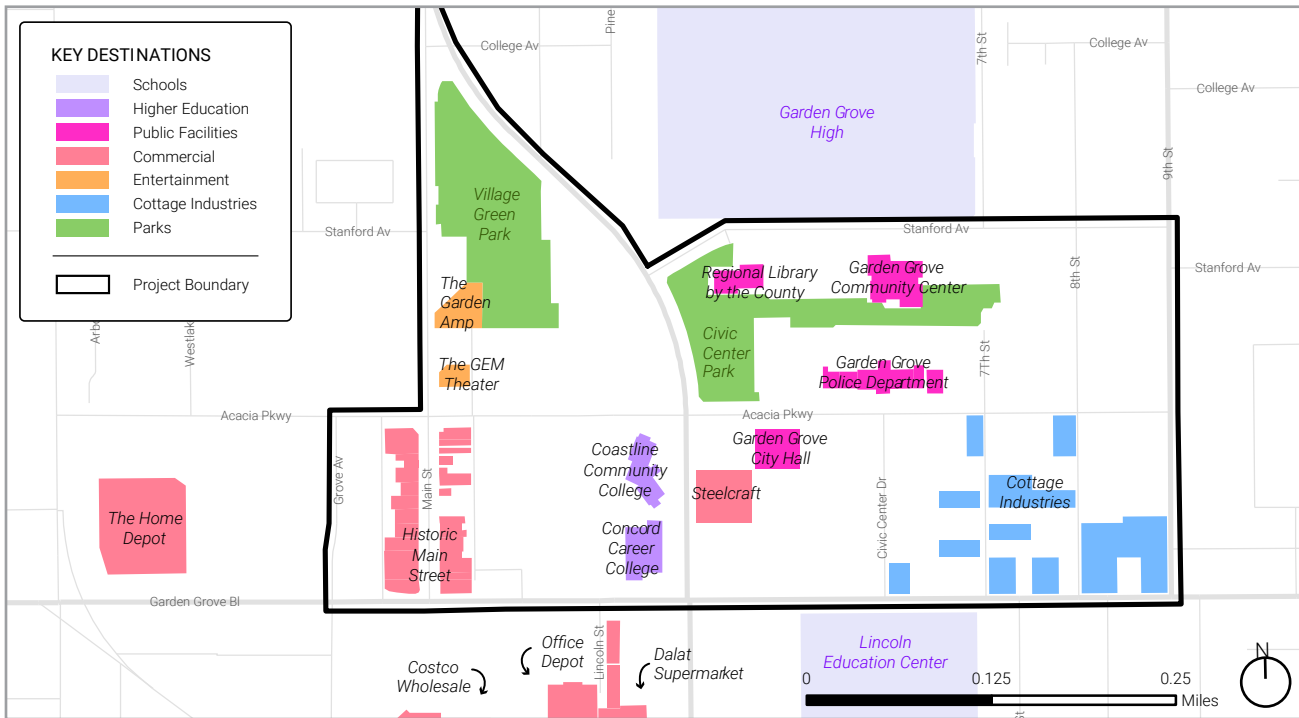 KEY DESTINATIONS
Schools
Higher Education
Public Facilities
Commercial
Entertainment
Cottage Industries
Parks
Project Boundary
College Av
Pine
7th St
College Av
College Av
Garden Grove
High
9th St
Village
Green
Park
Stanford Av
Stanford Av
Stanford Av
8th St
Regional Library
by the County
Garden Grove
Community Center
The
Garden
Amp
Arbo
Westlak
Civic
Center
Park
7Th St
The GEM
Theater
Garden Grove
Police Department
Acacia Pkwy
Acacia Pkwy
Grove Av
Main St
Coastline
Community
College
Garden Grove
City Hall
Steelcraft
Civic Center Dr
Cottage
Industries
The Home
Depot
Historic
Main
Street
Concord
Career
College
Garden Grove Bl
Lincoln St
Office
Depot
Dalat
Supermarket
Costco
Wholesale
Lincoln
Education Center
N
0
0.125
0.25
Miles
St